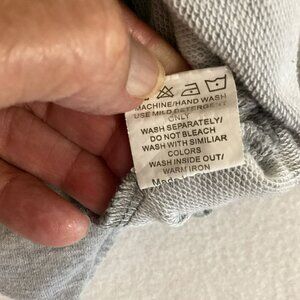 MACHINE/HAND WASH
USE MILD DETERGENT
ONLY
WASH SEPARATELY/
DO NOT BLEACH
WASH WITH SIMILIAR
COLORS
WASH INSIDE OUT/
WARM IRON